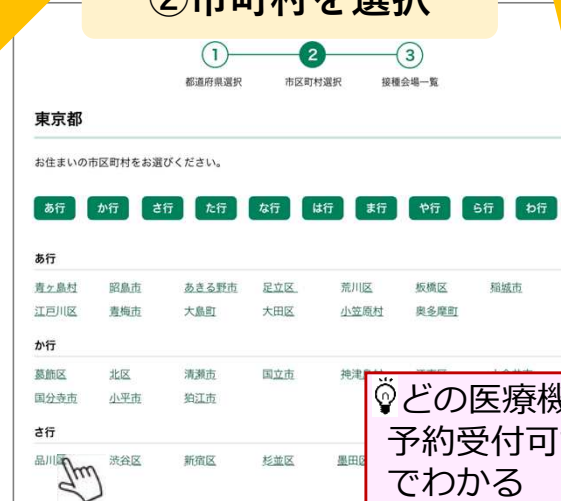 ②市町村を選択
1 2 3
都道府県選択 市区町村選択 接種会場一覧
東京都
お住まいの市区町村をお選びください。
あ行 か行 さ行 た行 な行 は行 ま行 や行 ら行 わ行
あ行
青ヶ島村 昭島市 あきる野市 足立区 荒川区 板橋区 稲城市
江戸川区 青梅市 大島町 大田区 小笠原村 奥多摩町
か行
葛飾区 北区 清瀬市 国立市 神津
国分寺市 小平市 狛江市
さ行
品川区 渋谷区 新宿区 杉並区 墨田区
どの医療機
予約受付可
でわかる